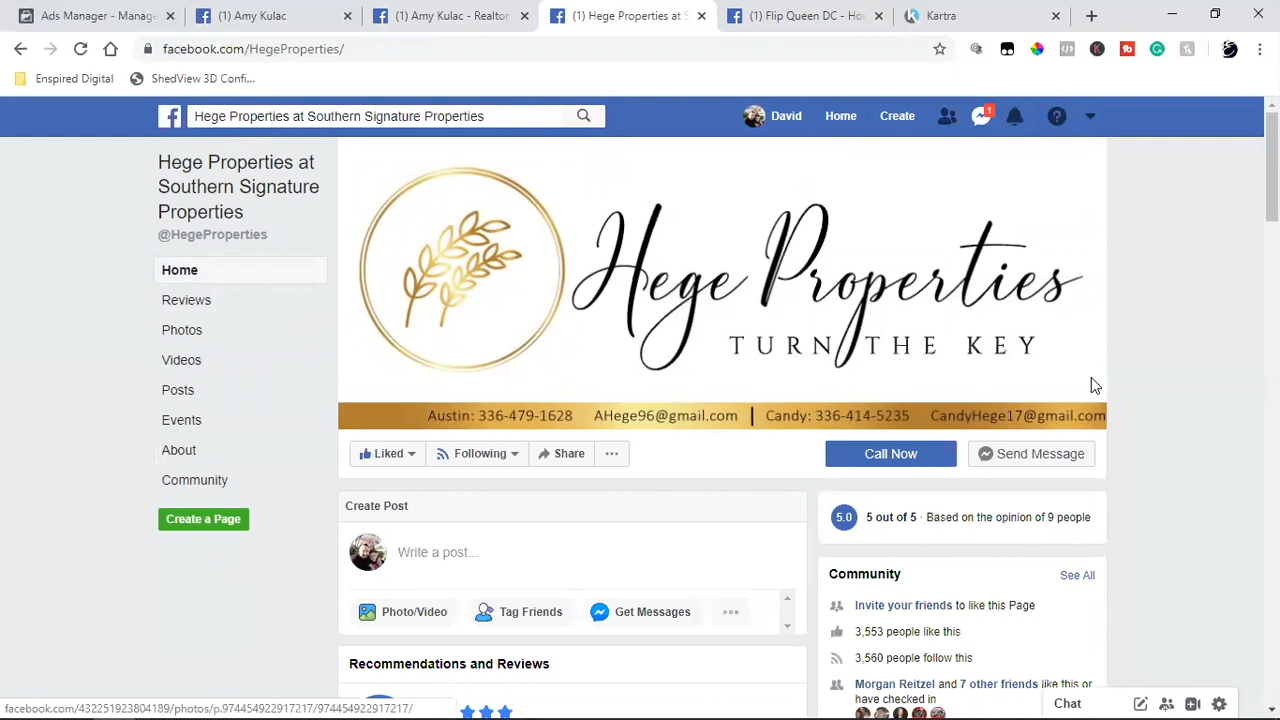 Ads Manager - Manage
(1) Amy Kulac
(1) Amy Kulac - Realtor
(1) Hege Properties at S
(1) Flip Queen DC - Ho
Kartra
facebook.com/HegeProperties/
Enspired Digital
ShedView 3D Confi...
Hege Properties at Southern Signature Properties
David
Home
Create
1
Hege Properties at
Southern Signature
Properties
@HegeProperties
Home
Reviews
Photos
Videos
Posts
Events
About
Community
Create a Page
Hege Properties
TURN THE KEY
Austin: 336-479-1628 AHege96@gmail.com | Candy: 336-414-5235 CandyHege17@gmail.com
Liked
Following
Share
...
Call Now
Send Message
Create Post
Write a post...
Photo/Video
Tag Friends
Get Messages
...
Recommendations and Reviews
5.0
5 out of 5 · Based on the opinion of 9 people
Community
See All
Invite your friends to like this Page
3,553 people like this
3,560 people follow this
Morgan Reitzel and 7 other friends like this or
have checked in
Chat
facebook.com/432251923804189/photos/p.974454922917217/974454922917217/